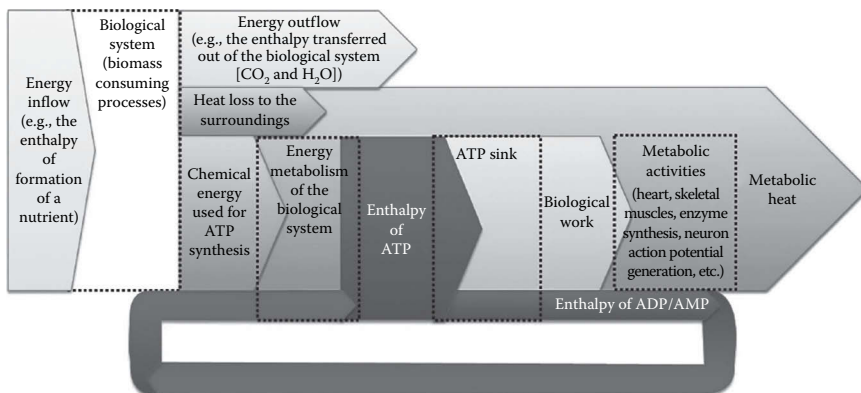 Energy
inflow
(e.g., the
enthalpy
of
formation
of a
nutrient)
Biological
system
(biomass
consuming
processes)
Energy outflow
(e.g., the enthalpy transferred
out of the biological system
[CO₂ and H₂O])
Heat loss to the
surroundings
Chemical
energy
used for
ATP
synthesis
Energy
metabolism
of the
biological
system
Enthalpy
of
ATP
ATP sink
Biological
work
Metabolic
activities
(heart, skeletal
muscles, enzyme
synthesis, neuron
action potential
generation, etc.)
Metabolic
heat
Enthalpy of ADP/AMP